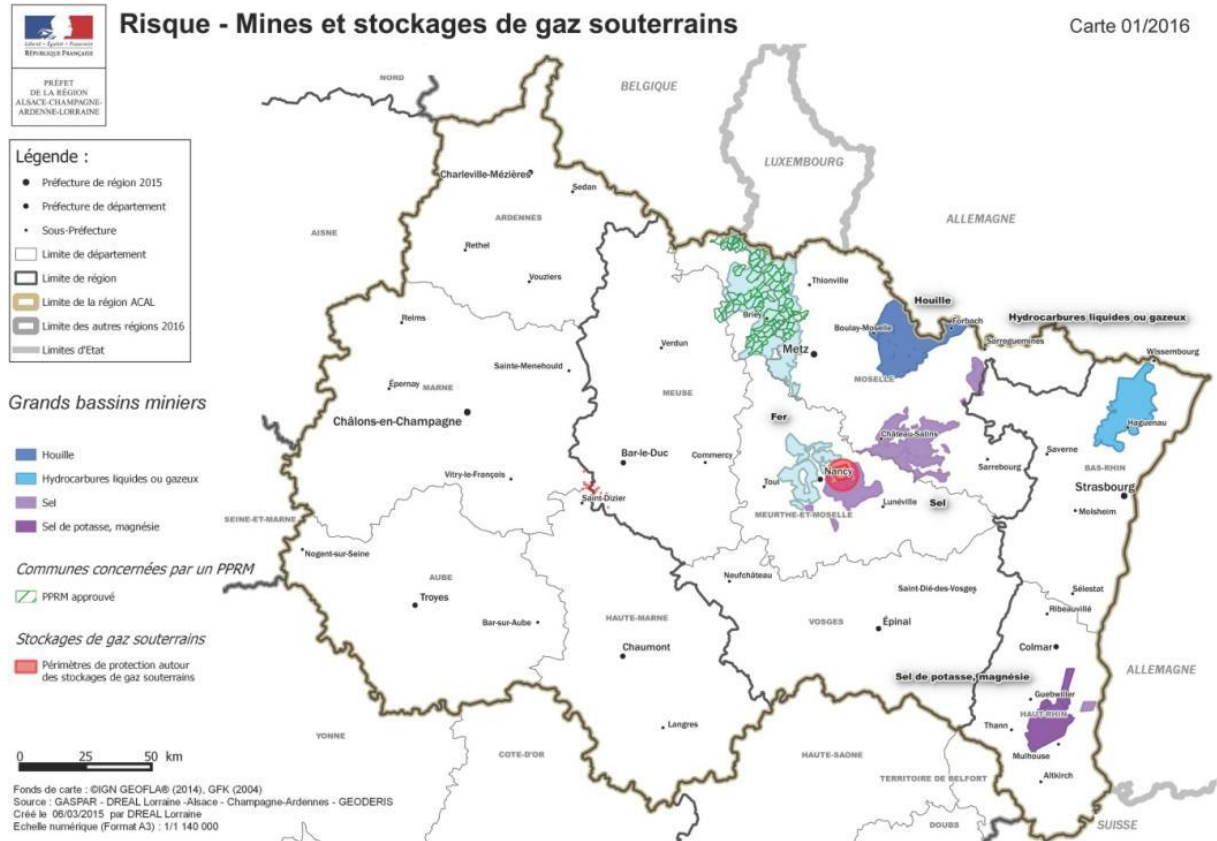 Risque - Mines et stockages de gaz souterrains
Carte 01/2016
Liberté • Égalité • Fraternité
RÉPUBLIQUE FRANÇAISE
PRÉFET
DE LA RÉGION
ALSACE-CHAMPAGNE-
ARDENNE-LORRAINE
Légende :
Préfecture de région 2015
Préfecture de département
Sous-Préfecture
Limite de département
Limite de région
Limite de la région ACAL
Limite des autres régions 2016
Limites d'Etat
Grands bassins miniers
Houille
Hydrocarbures liquides ou gazeux
Sel
Sel de potasse, magnésie
Communes concernées par un PPRM
PPRM approuvé
Stockages de gaz souterrains
Périmètres de protection autour
des stockages de gaz souterrains
0 25 50 km
Fonds de carte : ©IGN GEOFLA® (2014), GFK (2004)
Source : GASPAR - DREAL Lorraine -Alsace - Champagne-Ardennes - GEODERIS
Créé le 06/03/2015 par DREAL Lorraine
Echelle numérique (Format A3) : 1/1 140 000
NORD
BELGIQUE
LUXEMBOURG
ALLEMAGNE
Charleville-Mézières
Sedan
ARDENNES
AISNE
Rethel
Vouziers
Thionville
Houille
Hydrocarbures liquides ou gazeux
Reims
Briey
Boulay-Moselle
Forbach
Sarreguemines
Verdun
Metz
Wissembourg
Sainte-Menehould
Épernay
MARNE
MEUSE
MOSELLE
Châlons-en-Champagne
Fer
Haguenau
Château-Salins
Bar-le-Duc
Commercy
Saverne
Sarrebourg
BAS-RHIN
Vitry-le-François
Toul
Nancy
Strasbourg
Saint-Dizier
Lunéville
Sel
Molsheim
SEINE-ET-MARNE
MEURTHE-ET-MOSELLE
Nogent-sur-Seine
AUBE
Neufchâteau
Saint-Dié-des-Vosges
Sélestat
Troyes
Ribeauvillé
Bar-sur-Aube
HAUTE-MARNE
VOSGES
Épinal
Chaumont
Colmar
ALLEMAGNE
Sel de potasse, magnésie
Guebwiller
HAUT-RHIN
Langres
Thann
YONNE
COTE-D'OR
HAUTE-SAONE
Mulhouse
TERRITOIRE DE BELFORT
Altkirch
DOUBS
SUISSE